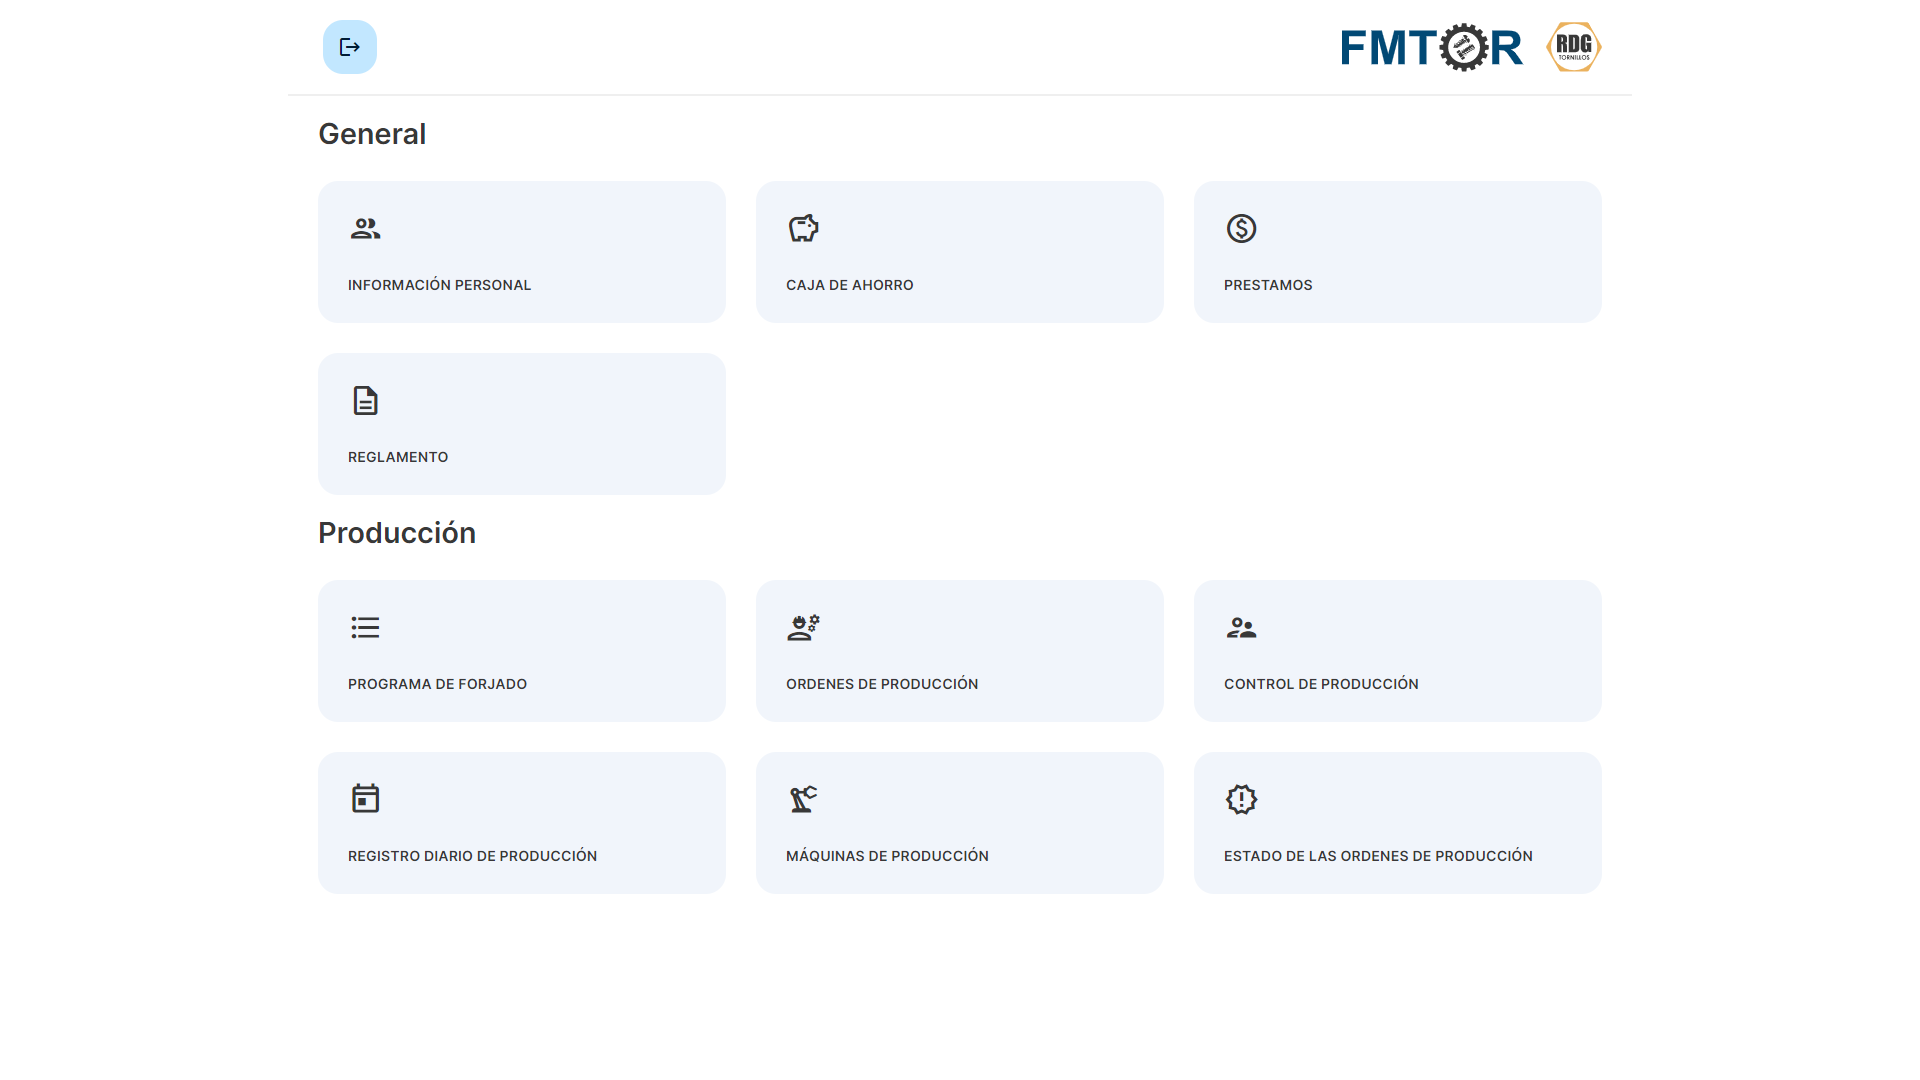 FMTOR
RDG
TORNILLOS
General
INFORMACIÓN PERSONAL
CAJA DE AHORRO
PRESTAMOS
REGLAMENTO
Producción
PROGRAMA DE FORJADO
ORDENES DE PRODUCCIÓN
CONTROL DE PRODUCCIÓN
REGISTRO DIARIO DE PRODUCCIÓN
MÁQUINAS DE PRODUCCIÓN
ESTADO DE LAS ORDENES DE PRODUCCIÓN